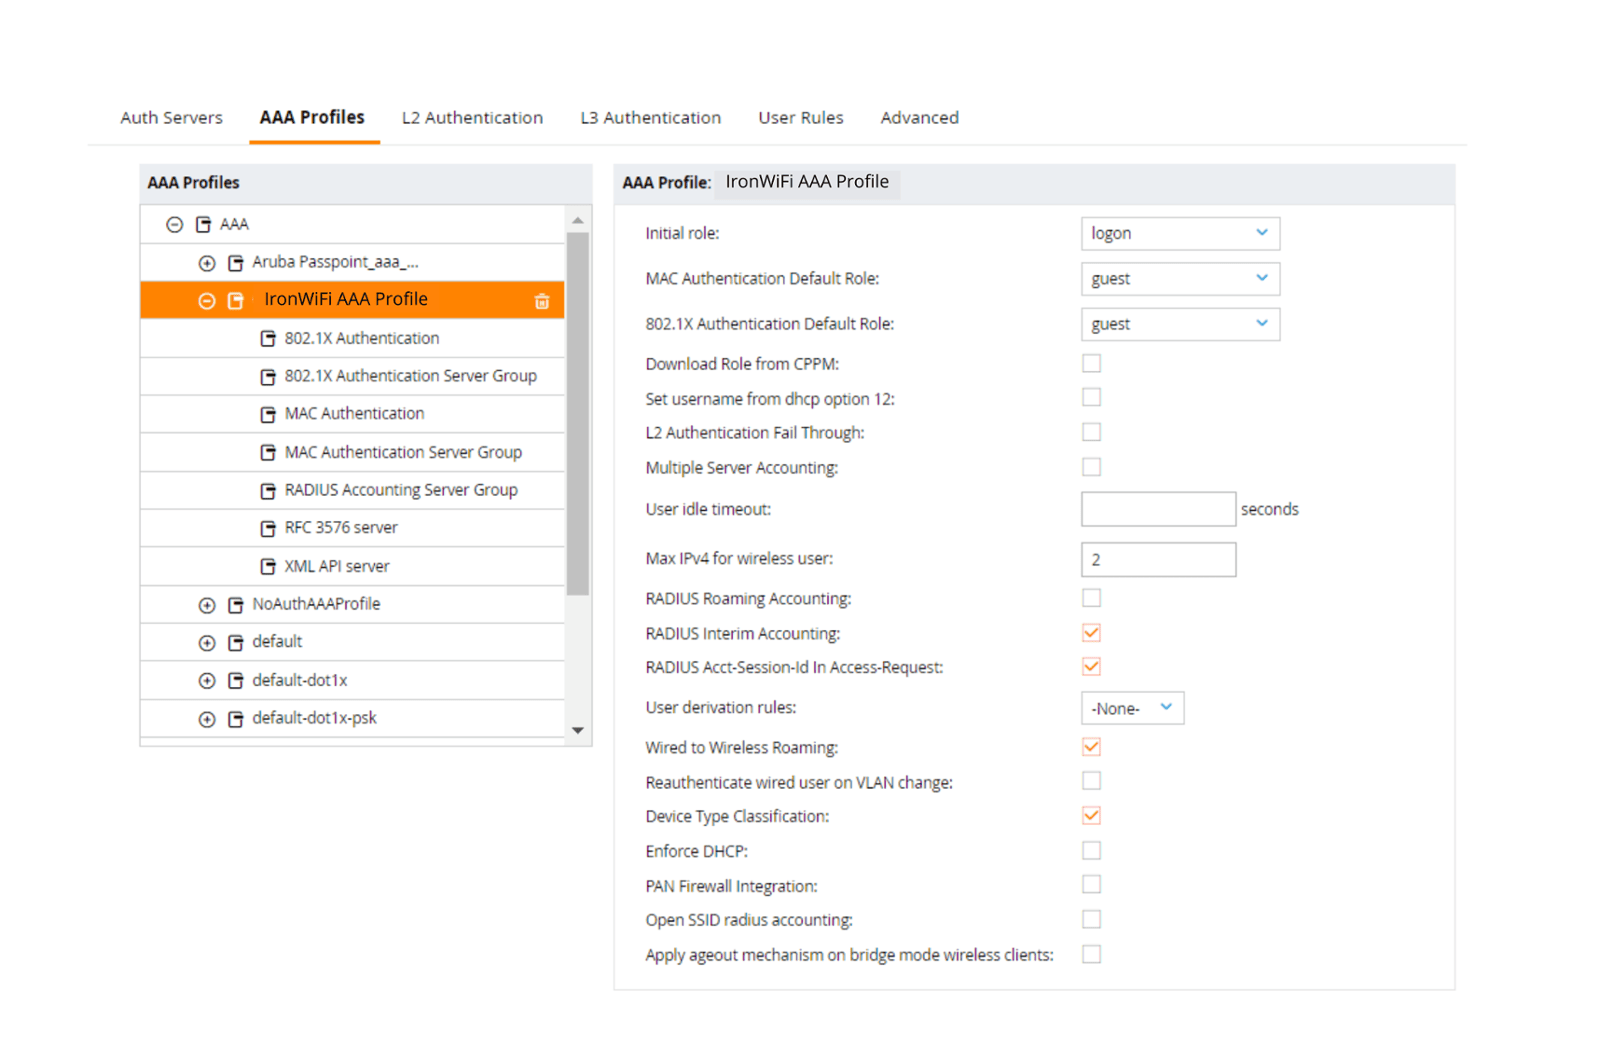 Auth Servers AAA Profiles L2 Authentication L3 Authentication User Rules Advanced
AAA Profiles
AAA
Aruba Passpoint_aaa_...
IronWiFi AAA Profile
802.1X Authentication
802.1X Authentication Server Group
MAC Authentication
MAC Authentication Server Group
RADIUS Accounting Server Group
RFC 3576 server
XML API server
NoAuthAAAProfile
default
default-dot1x
default-dot1x-psk
AAA Profile: IronWiFi AAA Profile
Initial role: logon
MAC Authentication Default Role: guest
802.1X Authentication Default Role: guest
Download Role from CPPM:
Set username from dhcp option 12:
L2 Authentication Fail Through:
Multiple Server Accounting:
User idle timeout: seconds
Max IPv4 for wireless user: 2
RADIUS Roaming Accounting:
RADIUS Interim Accounting:
RADIUS Acct-Session-Id In Access-Request:
User derivation rules: -None-
Wired to Wireless Roaming:
Reauthenticate wired user on VLAN change:
Device Type Classification:
Enforce DHCP:
PAN Firewall Integration:
Open SSID radius accounting:
Apply ageout mechanism on bridge mode wireless clients: